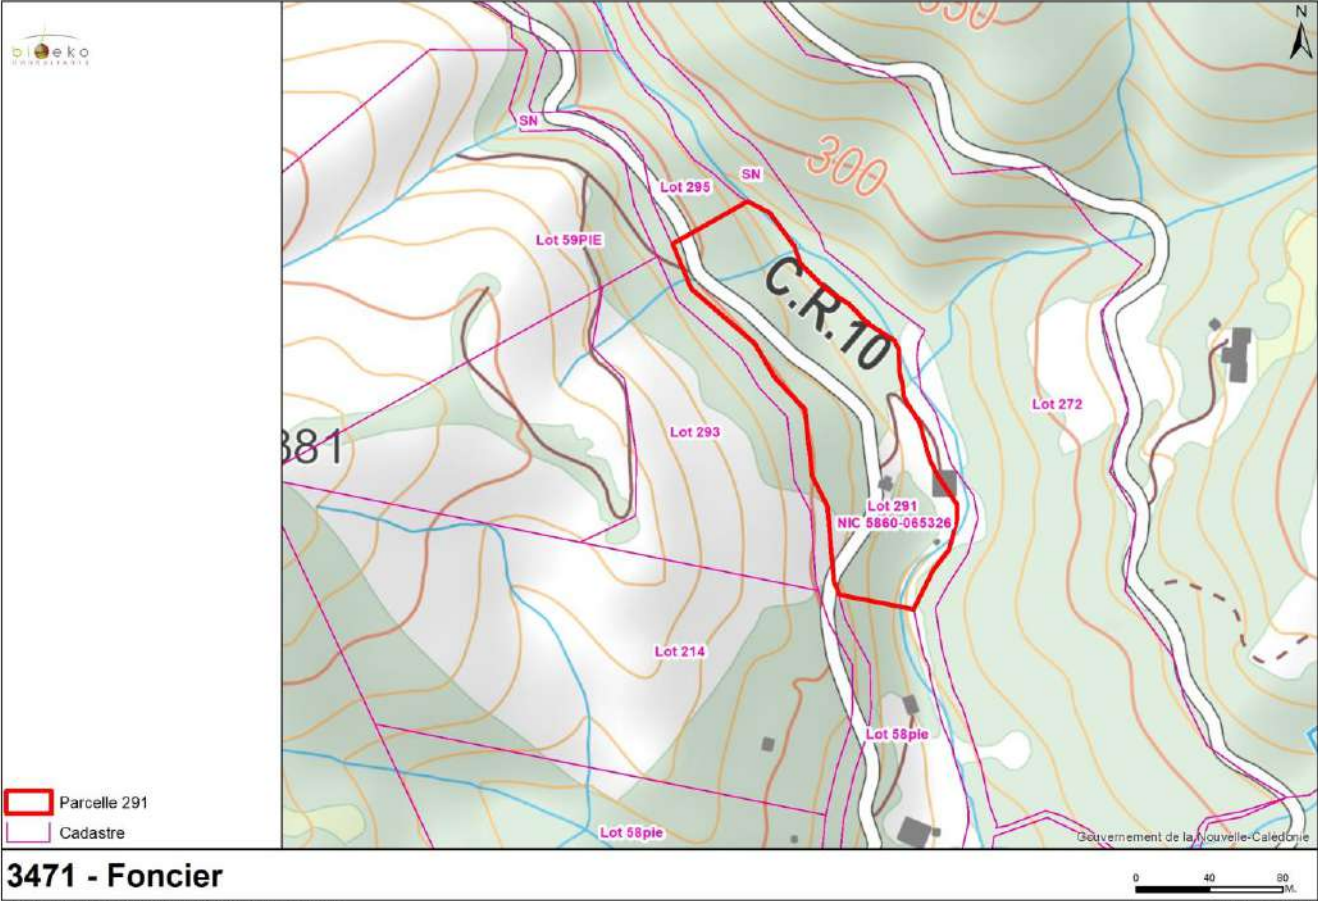 bioeko
CONSULTANTS
N
350
SN
300
SN
Lot 295
Lot 59PIE
C.R.10
Lot 272
Lot 293
381
Lot 291
NIC 5860-065326
Lot 214
Lot 58pie
Parcelle 291
Cadastre
Lot 58pie
Gouvernement de la Nouvelle-Calédonie
3471 - Foncier
0 40 80
M.